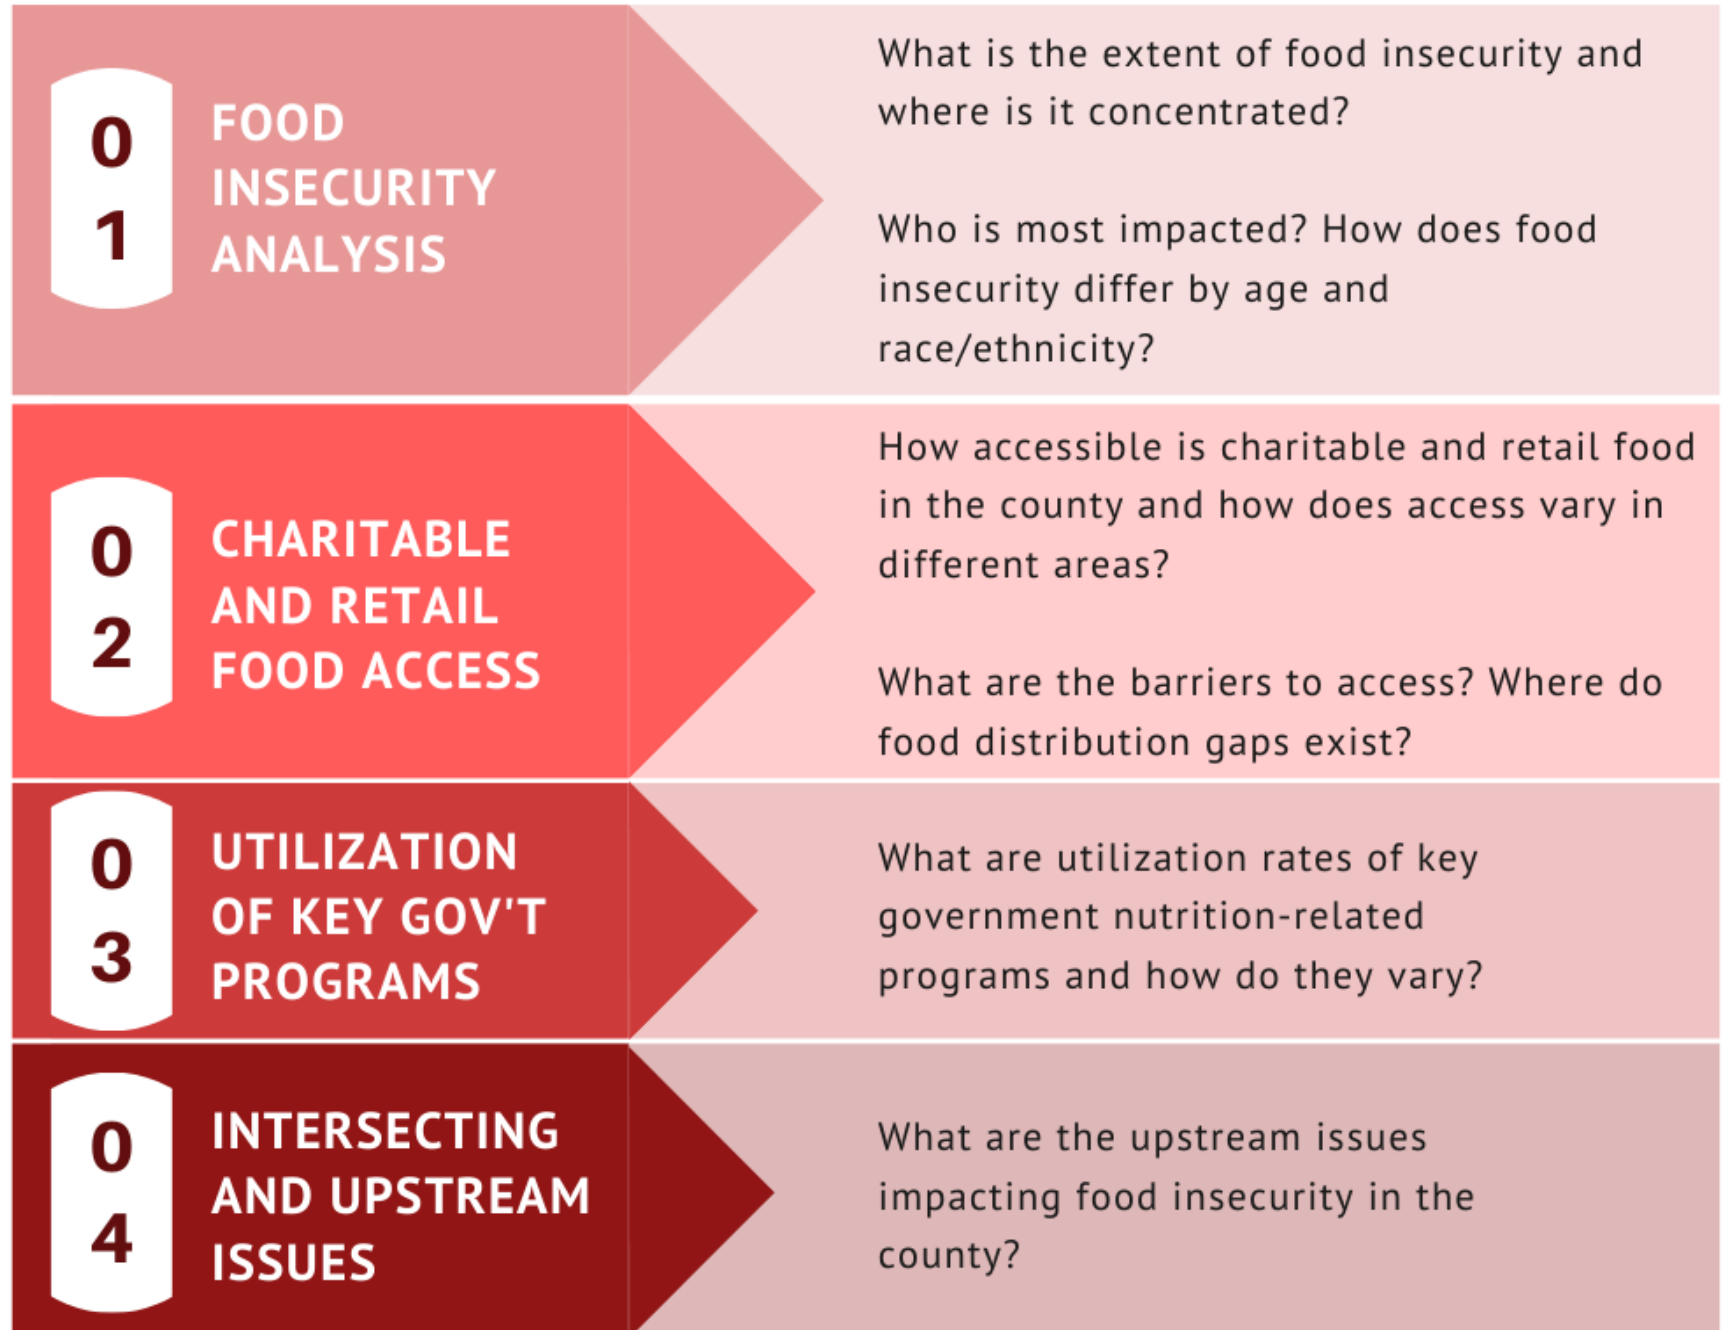 0
1
FOOD
INSECURITY
ANALYSIS
What is the extent of food insecurity and
where is it concentrated?
Who is most impacted? How does food
insecurity differ by age and
race/ethnicity?
0
2
CHARITABLE
AND RETAIL
FOOD ACCESS
How accessible is charitable and retail food
in the county and how does access vary in
different areas?
What are the barriers to access? Where do
food distribution gaps exist?
0
3
UTILIZATION
OF KEY GOV'T
PROGRAMS
What are utilization rates of key
government nutrition-related
programs and how do they vary?
0
4
INTERSECTING
AND UPSTREAM
ISSUES
What are the upstream issues
impacting food insecurity in the
county?